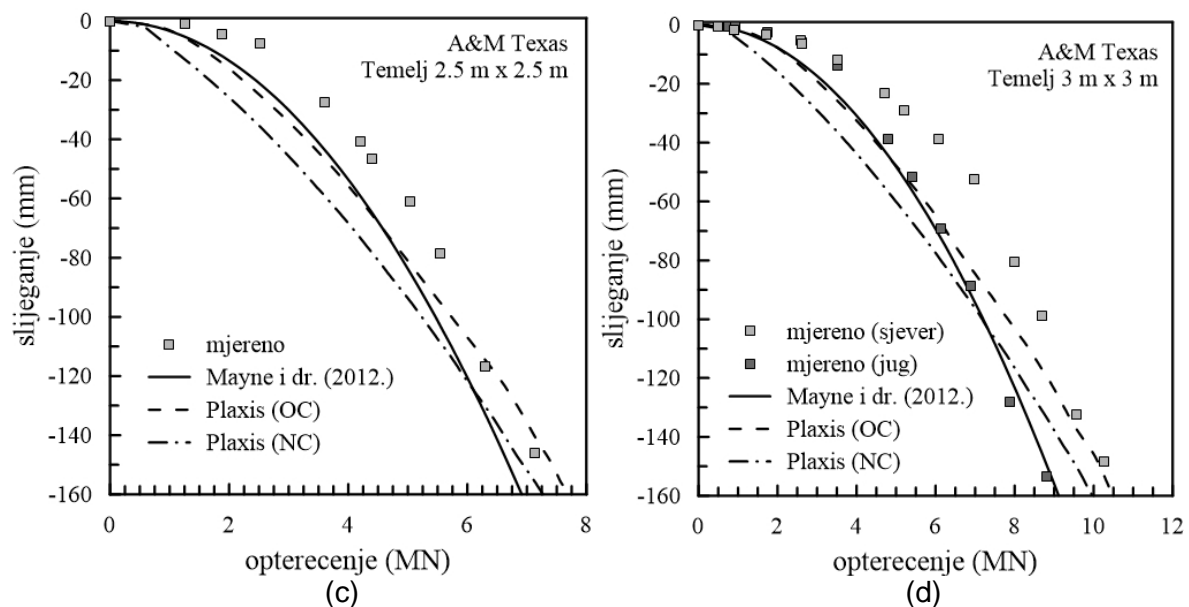 A&M Texas
Temelj 2.5 m x 2.5 m
slijeganje (mm)
0
-20
-40
-60
-80
-100
-120
-140
-160
mjereno
Mayne i dr. (2012.)
Plaxis (OC)
Plaxis (NC)
0 2 4 6 8
opterecenje (MN)
(c)
A&M Texas
Temelj 3 m x 3 m
slijeganje (mm)
0
-20
-40
-60
-80
-100
-120
-140
-160
mjereno (sjever)
mjereno (jug)
Mayne i dr. (2012.)
Plaxis (OC)
Plaxis (NC)
0 2 4 6 8 10 12
opterecenje (MN)
(d)